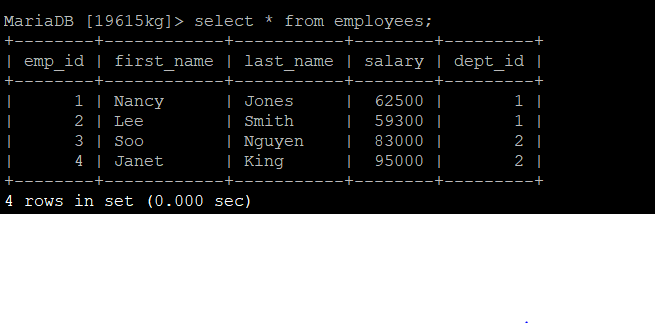 MariaDB [19615kg]> select * from employees;
+--------+------------+-----------+--------+---------+
| emp_id | first_name | last_name | salary | dept_id |
+--------+------------+-----------+--------+---------+
|      1 | Nancy      | Jones     |  62500 |       1 |
|      2 | Lee        | Smith     |  59300 |       1 |
|      3 | Soo        | Nguyen    |  83000 |       2 |
|      4 | Janet      | King      |  95000 |       2 |
+--------+------------+-----------+--------+---------+
4 rows in set (0.000 sec)